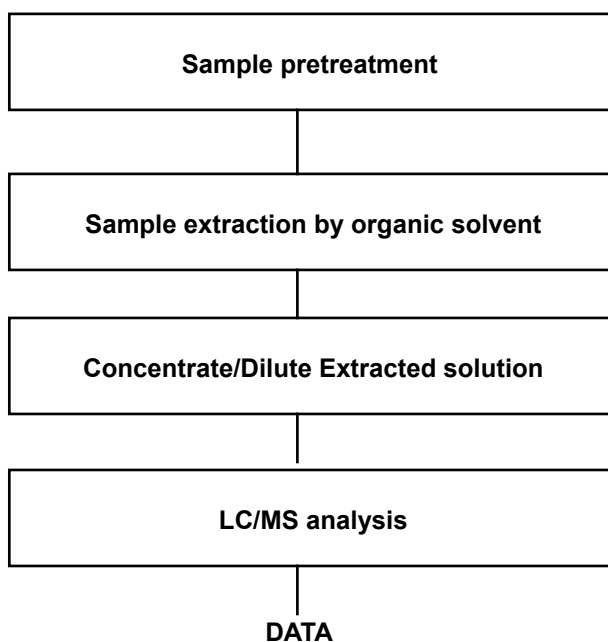 Sample pretreatment
Sample extraction by organic solvent
Concentrate/Dilute Extracted solution
LC/MS analysis
DATA